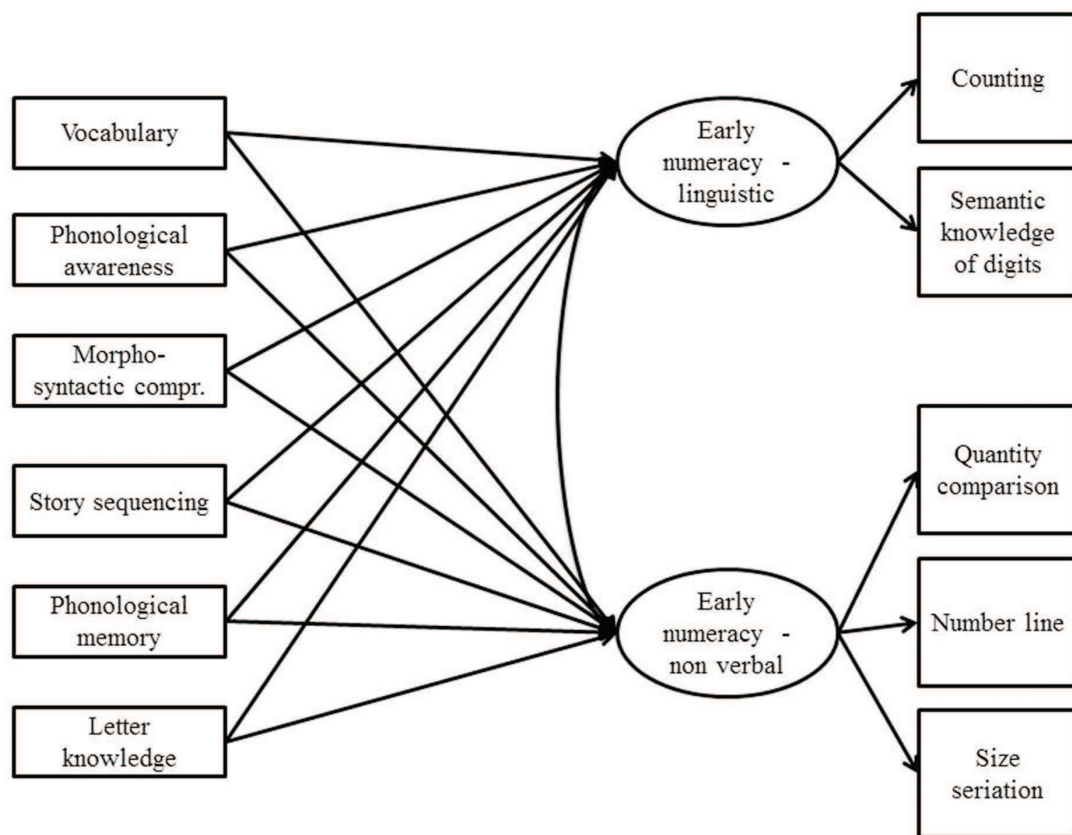 Vocabulary
Phonological
awareness
Morpho-
syntactic compr.
Story sequencing
Phonological
memory
Letter
knowledge
Early
numeracy -
linguistic
Early
numeracy -
non verbal
Counting
Semantic
knowledge
of digits
Quantity
comparison
Number line
Size
seriation